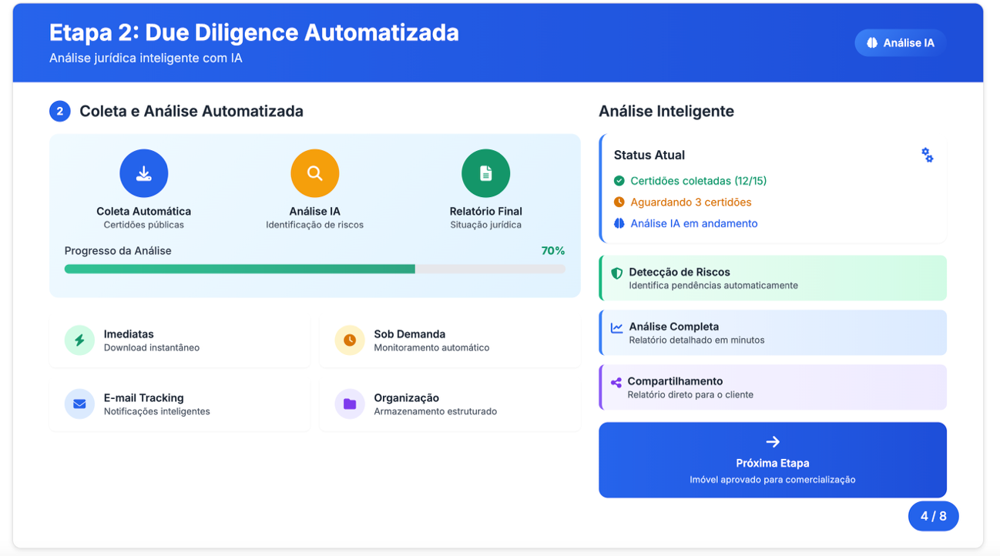 Etapa 2: Due Diligence Automatizada
Análise jurídica inteligente com IA
Análise IA
2
Coleta e Análise Automatizada
Coleta Automática
Certidões públicas
Análise IA
Identificação de riscos
Relatório Final
Situação jurídica
Progresso da Análise
70%
Imediatas
Download instantâneo
Sob Demanda
Monitoramento automático
E-mail Tracking
Notificações inteligentes
Organização
Armazenamento estruturado
Análise Inteligente
Status Atual
Certidões coletadas (12/15)
Aguardando 3 certidões
Análise IA em andamento
Detecção de Riscos
Identifica pendências automaticamente
Análise Completa
Relatório detalhado em minutos
Compartilhamento
Relatório direto para o cliente
Próxima Etapa
Imóvel aprovado para comercialização
4 / 8